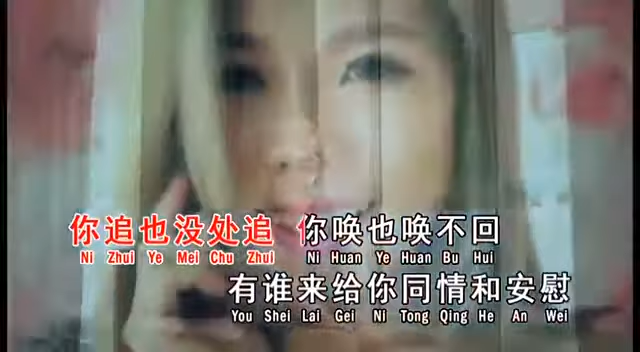 你追也没处追 你唤也唤不回
Ni Zhui Ye Mei Chu Zhui Ni Huan Ye Huan Bu Hui
有谁来给你同情和安慰
You Shei Lai Gei Ni Tong Qing He An Wei